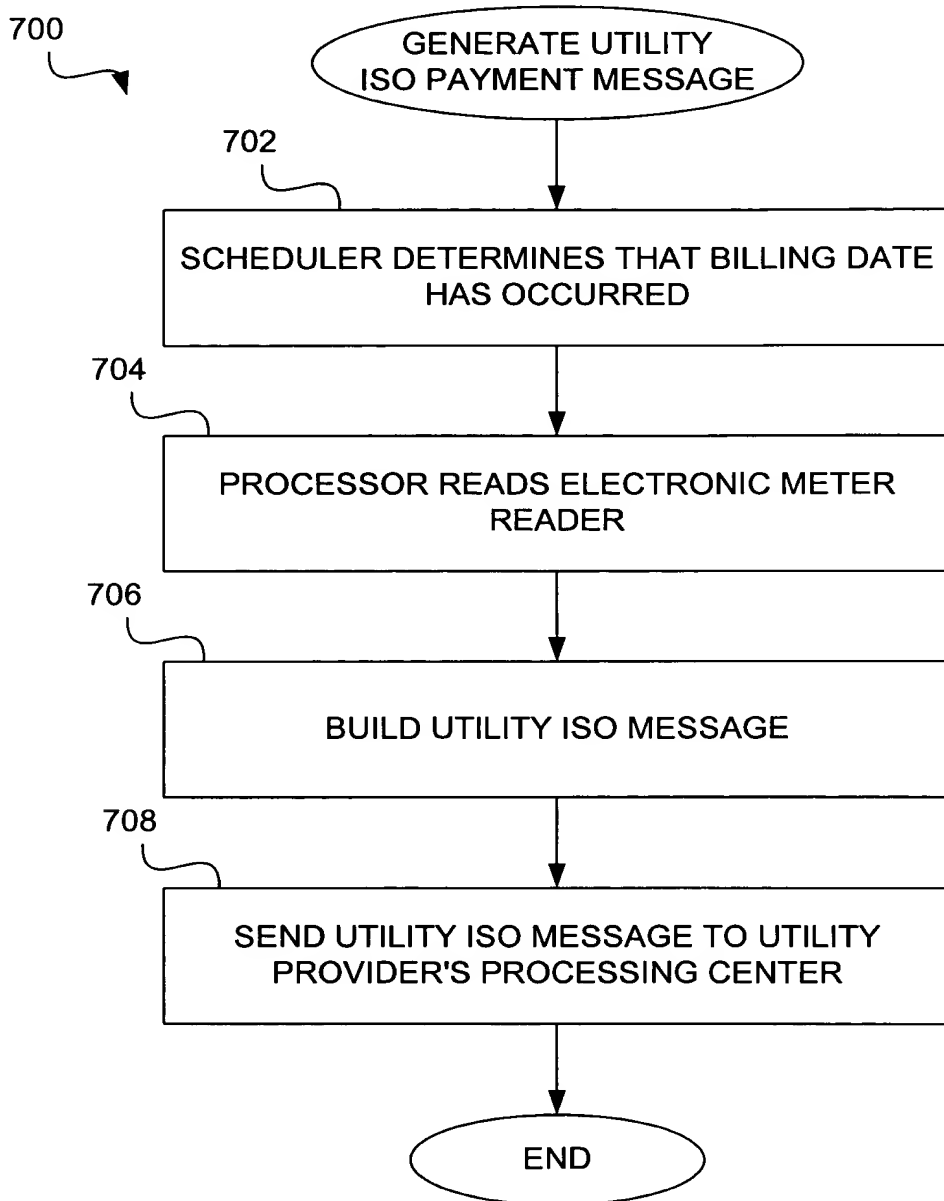 700
GENERATE UTILITY
ISO PAYMENT MESSAGE
702
SCHEDULER DETERMINES THAT BILLING DATE
HAS OCCURRED
704
PROCESSOR READS ELECTRONIC METER
READER
706
BUILD UTILITY ISO MESSAGE
708
SEND UTILITY ISO MESSAGE TO UTILITY
PROVIDER'S PROCESSING CENTER
END